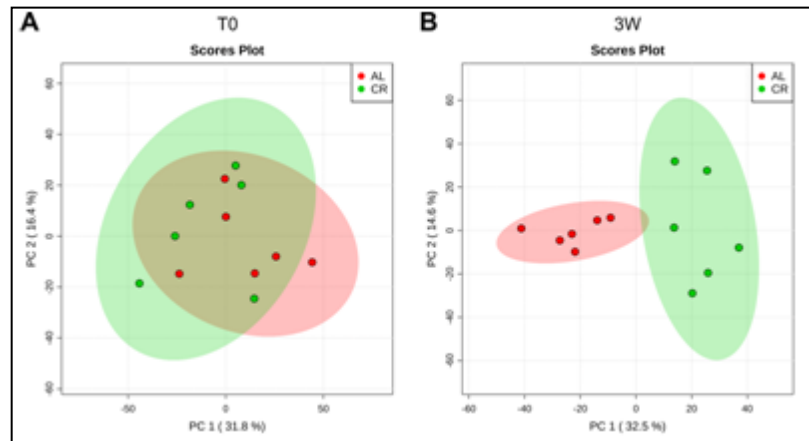 A
T0
Scores Plot
AL
CR
60
40
20
0
-20
-40
-60
PC 2 ( 16.4 %)
-50
0
50
PC 1 ( 31.8 %)
B
3W
Scores Plot
AL
CR
60
40
20
0
-20
-40
-60
PC 2 ( 14.6 %)
-60
-40
-20
0
20
40
PC 1 ( 32.5 %)